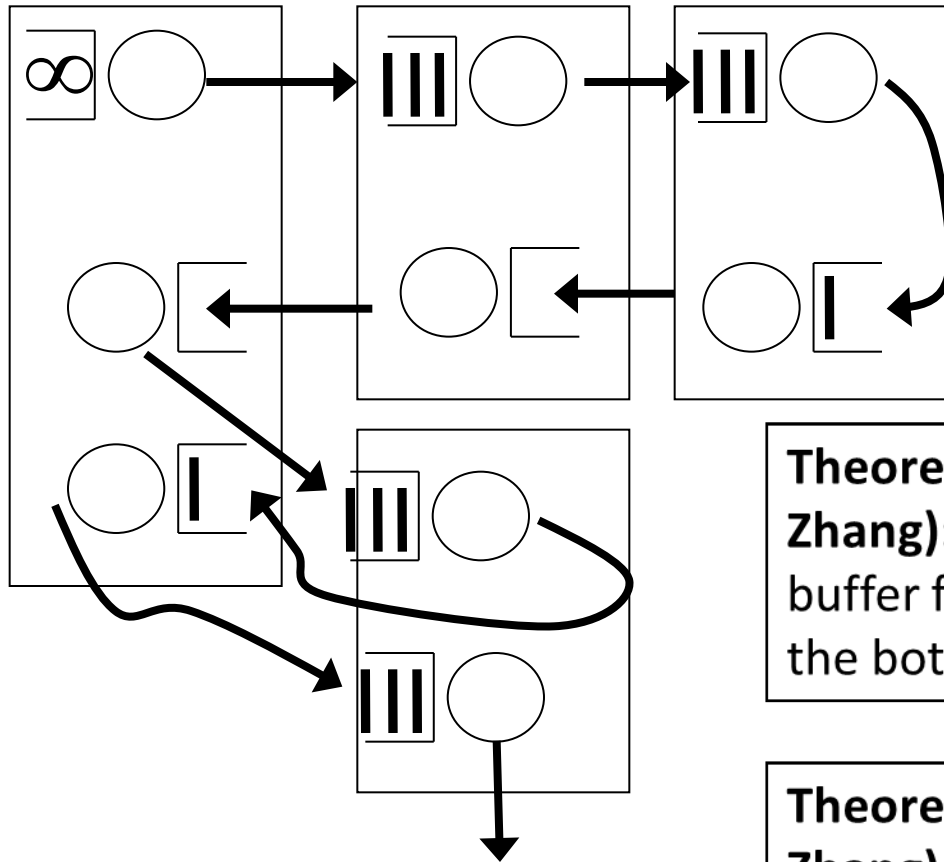 ∞
Theore
Zhang):
buffer f
the bot
Theore
Zhang)